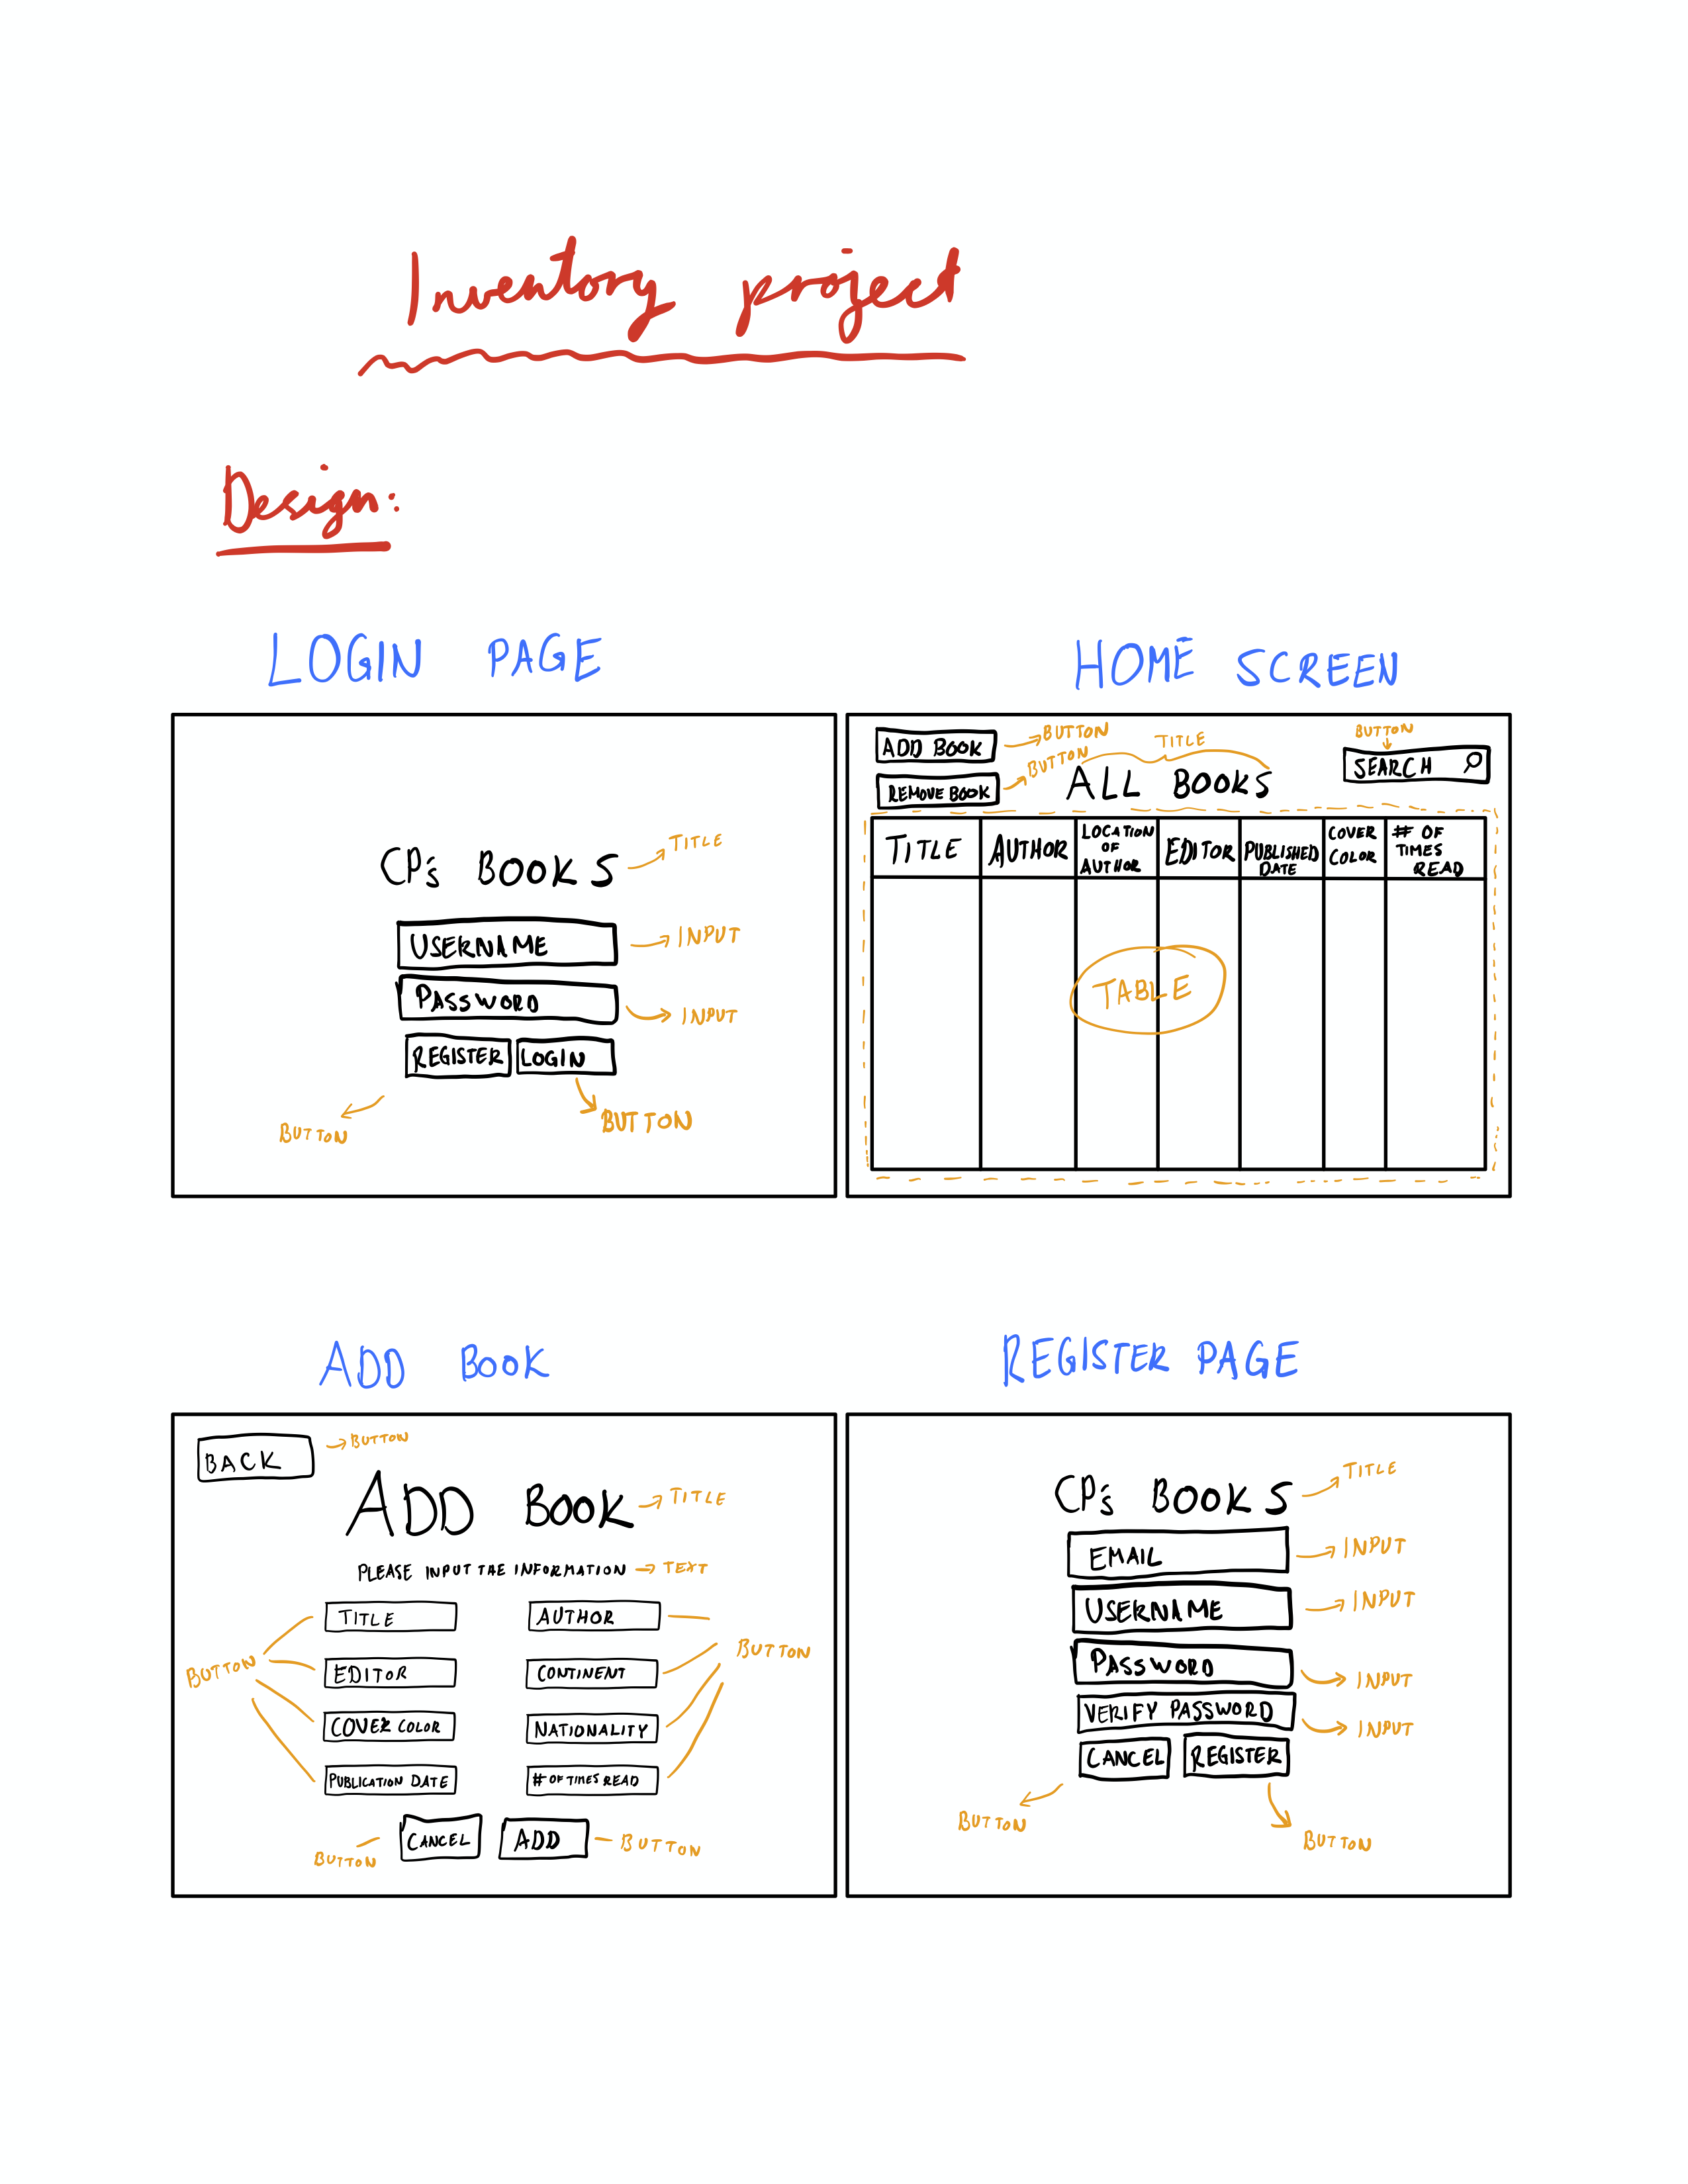 Inventory project
Design:
LOGIN PAGE
CP's BOOKS
TITLE
USERNAME
INPUT
PASSWORD
INPUT
REGISTER
LOGIN
BUTTON
BUTTON
HOME SCREEN
ADD BOOK
BUTTON
REMOVE BOOK
BUTTON
TITLE
ALL BOOKS
BUTTON
SEARCH
TITLE
AUTHOR
LOCATION
OF
AUTHOR
EDITOR
PUBLISHED
DATE
COVER
COLOR
# OF
TIMES
READ
TABLE
ADD BOOK
BACK
BUTTON
ADD BOOK
TITLE
PLEASE INPUT THE INFORMATION
TEXT
TITLE
AUTHOR
BUTTON
BUTTON
EDITOR
CONTINENT
COVER COLOR
NATIONALITY
PUBLICATION DATE
# OF TIMES READ
BUTTON
CANCEL
ADD
BUTTON
REGISTER PAGE
CP's BOOKS
TITLE
EMAIL
INPUT
USERNAME
INPUT
PASSWORD
INPUT
VERIFY PASSWORD
INPUT
CANCEL
REGISTER
BUTTON
BUTTON